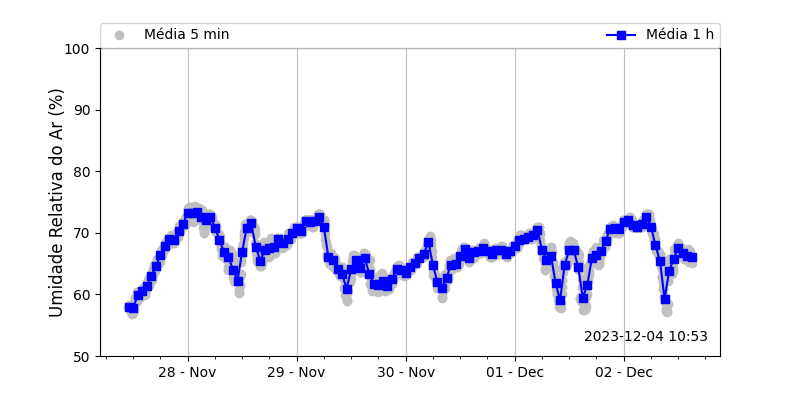 Média 5 min
Média 1 h
Umidade Relativa do Ar (%)
100
90
80
70
60
50
2023-12-04 10:53
28 - Nov
29 - Nov
30 - Nov
01 - Dec
02 - Dec